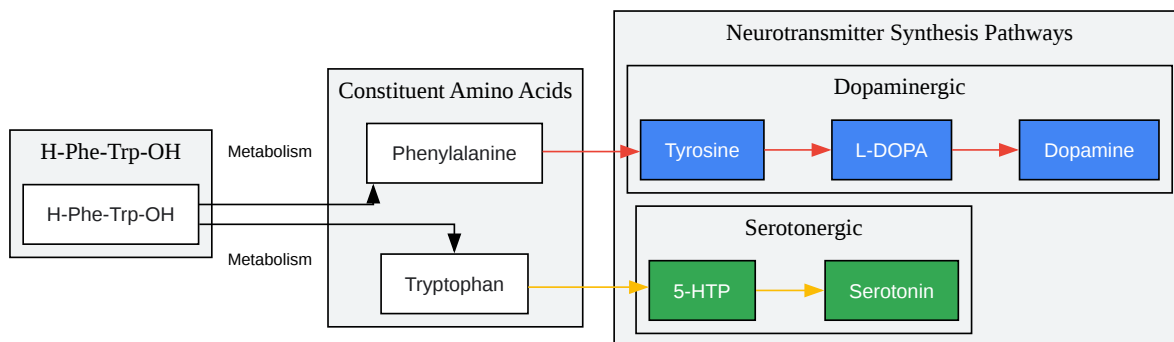 Neurotransmitter Synthesis Pathways
Constituent Amino Acids
Dopaminergic
H-Phe-Trp-OH
Metabolism
Phenylalanine
Tyrosine
L-DOPA
Dopamine
H-Phe-Trp-OH
Serotonergic
Metabolism
Tryptophan
5-HTP
Serotonin